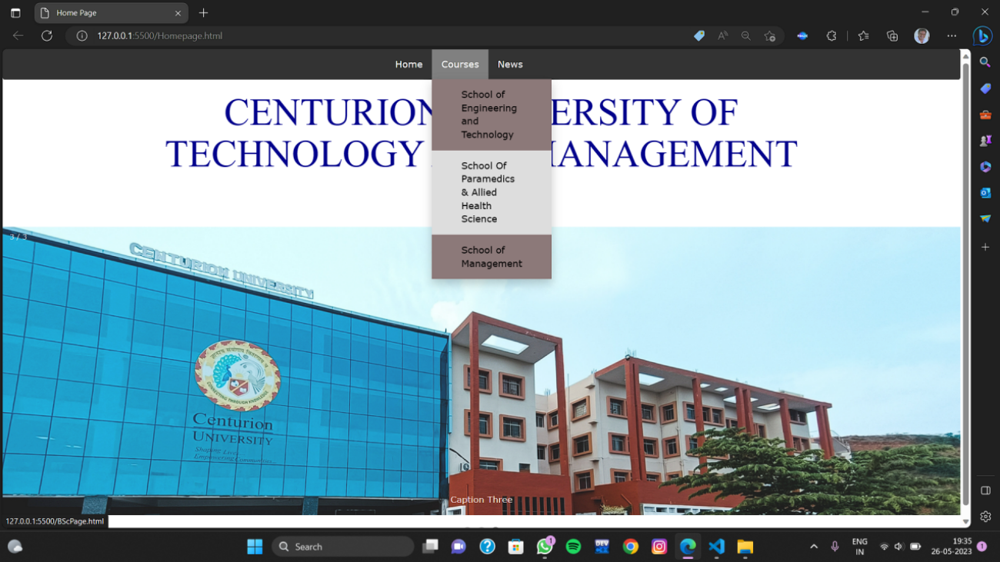 Home Page
127.0.0.1:5500/Homepage.html
Home Courses News
CENTURION ERSITY OF
TECHNOLOGY MANAGEMENT
School of
Engineering
and
Technology
School Of
Paramedics
& Allied
Health
Science
School of
Management
3 / 3
CENTURION UNIVERSITY
Centurion
UNIVERSITY
Shaping Lives...
Empowering Communities...
Caption Three
127.0.0.1:5500/BScPage.html
Search
DEV
1
ENG
IN
19:35
26-05-2023
1